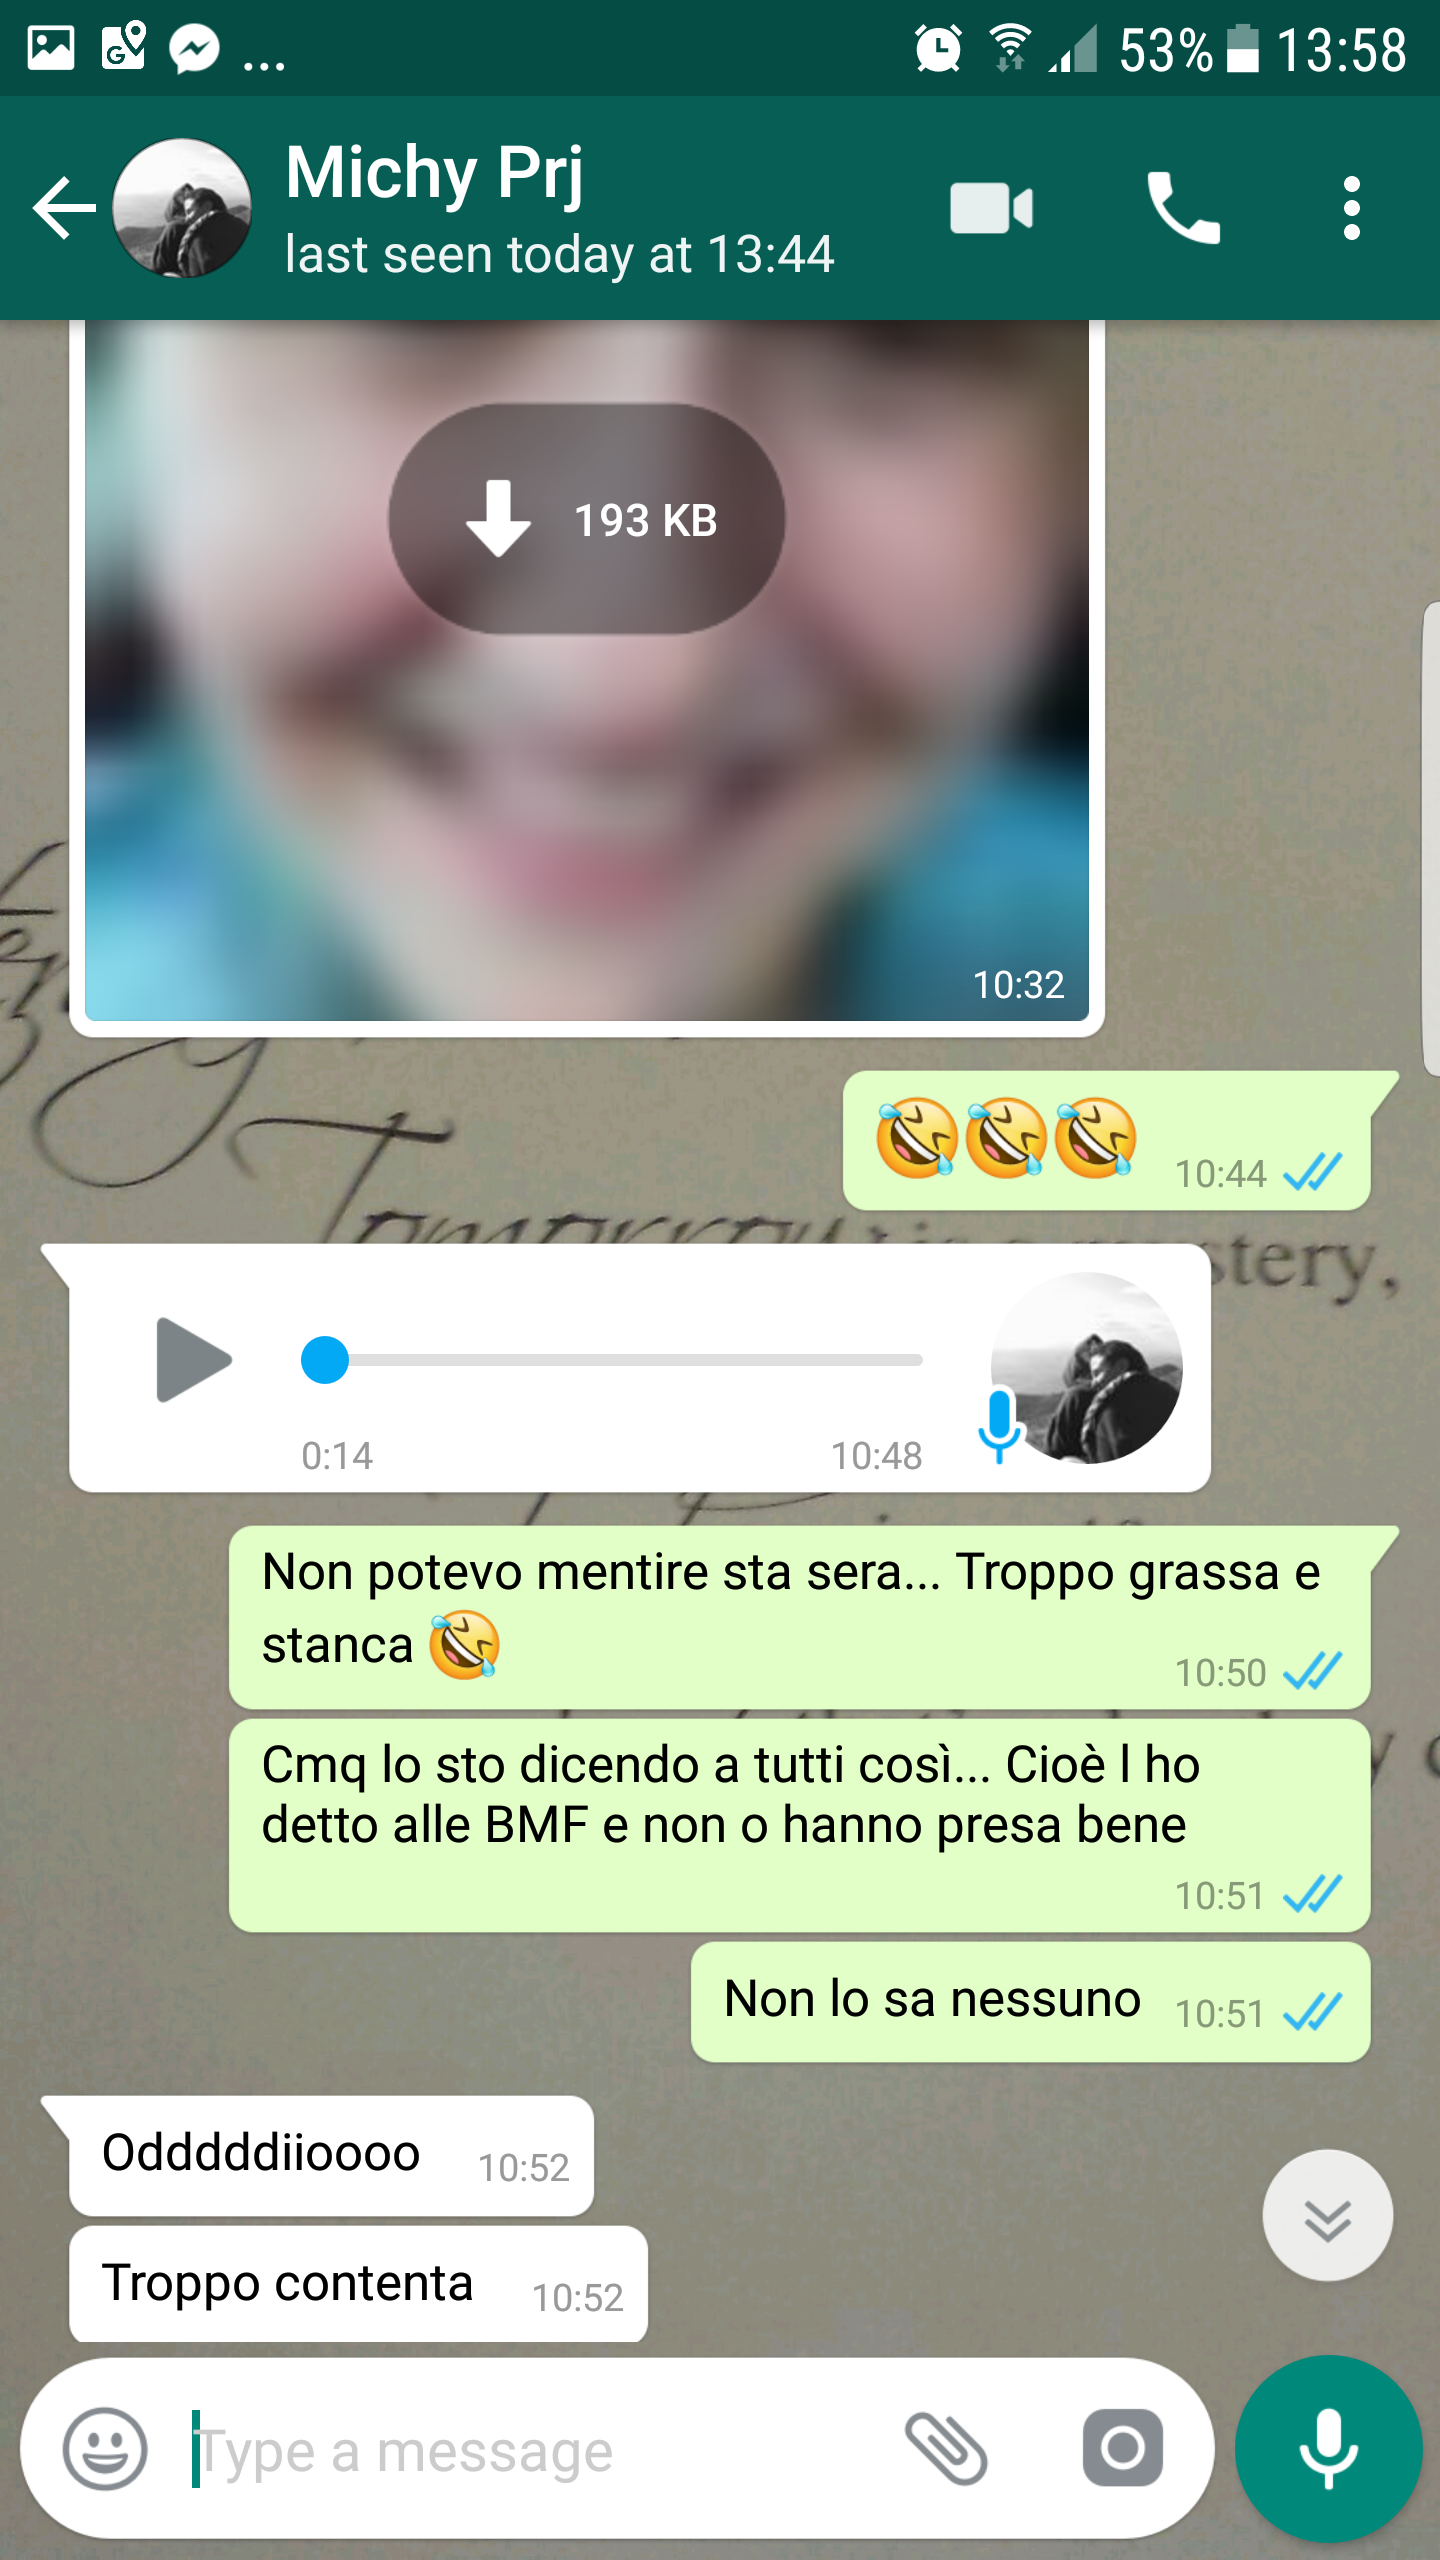 ... 53% 13:58
Michy Prj
last seen today at 13:44
193 KB
10:32
🤣🤣🤣 10:44
Tomorrow is a mystery,
0:14 10:48
Non potevo mentire sta sera... Troppo grassa e
stanca 🤣
10:50
Cmq lo sto dicendo a tutti così... Cioè l ho
detto alle BMF e non o hanno presa bene
10:51
Non lo sa nessuno 10:51
Oddddddiioooo 10:52
Troppo contenta 10:52
Type a message